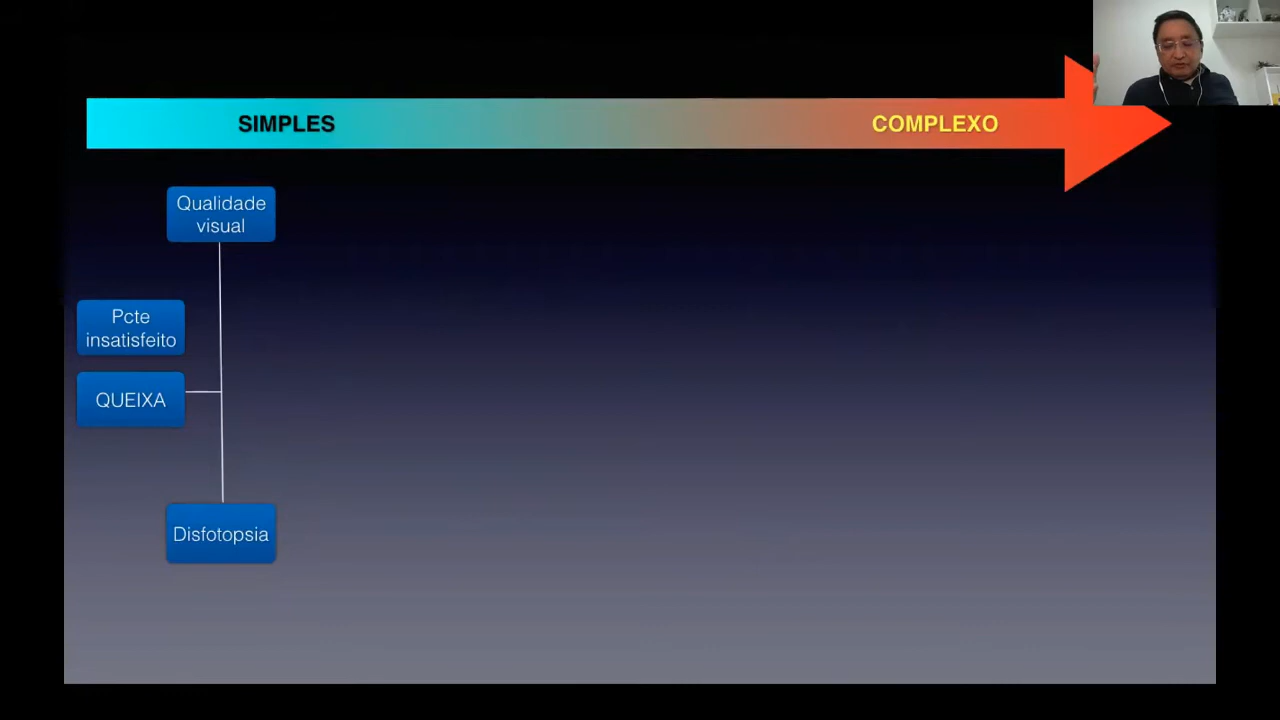 SIMPLES
COMPLEXO
Qualidade
visual
Pcte
insatisfeito
QUEIXA
Disfotopsia